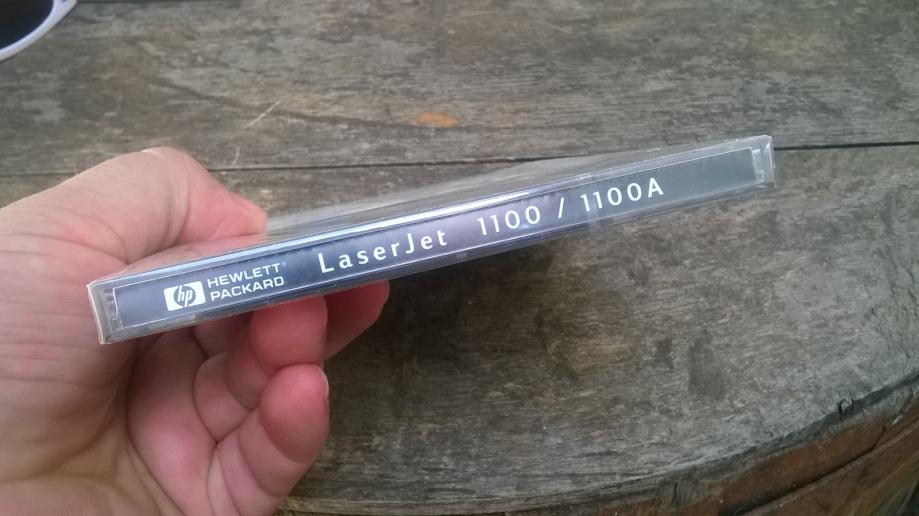 hp HEWLETT® PACKARD LaserJet 1100 / 1100A